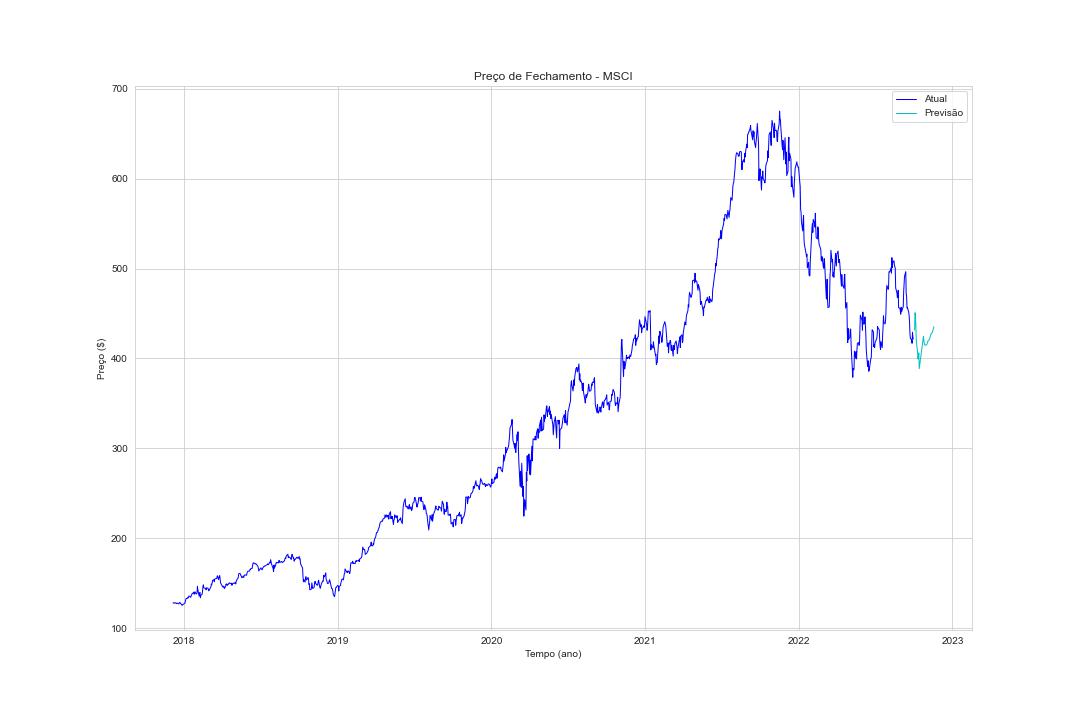 Preço de Fechamento - MSCI
Atual
Previsão
700
600
500
400
300
200
100
Preço ($)
2018
2019
2020
2021
2022
2023
Tempo (ano)